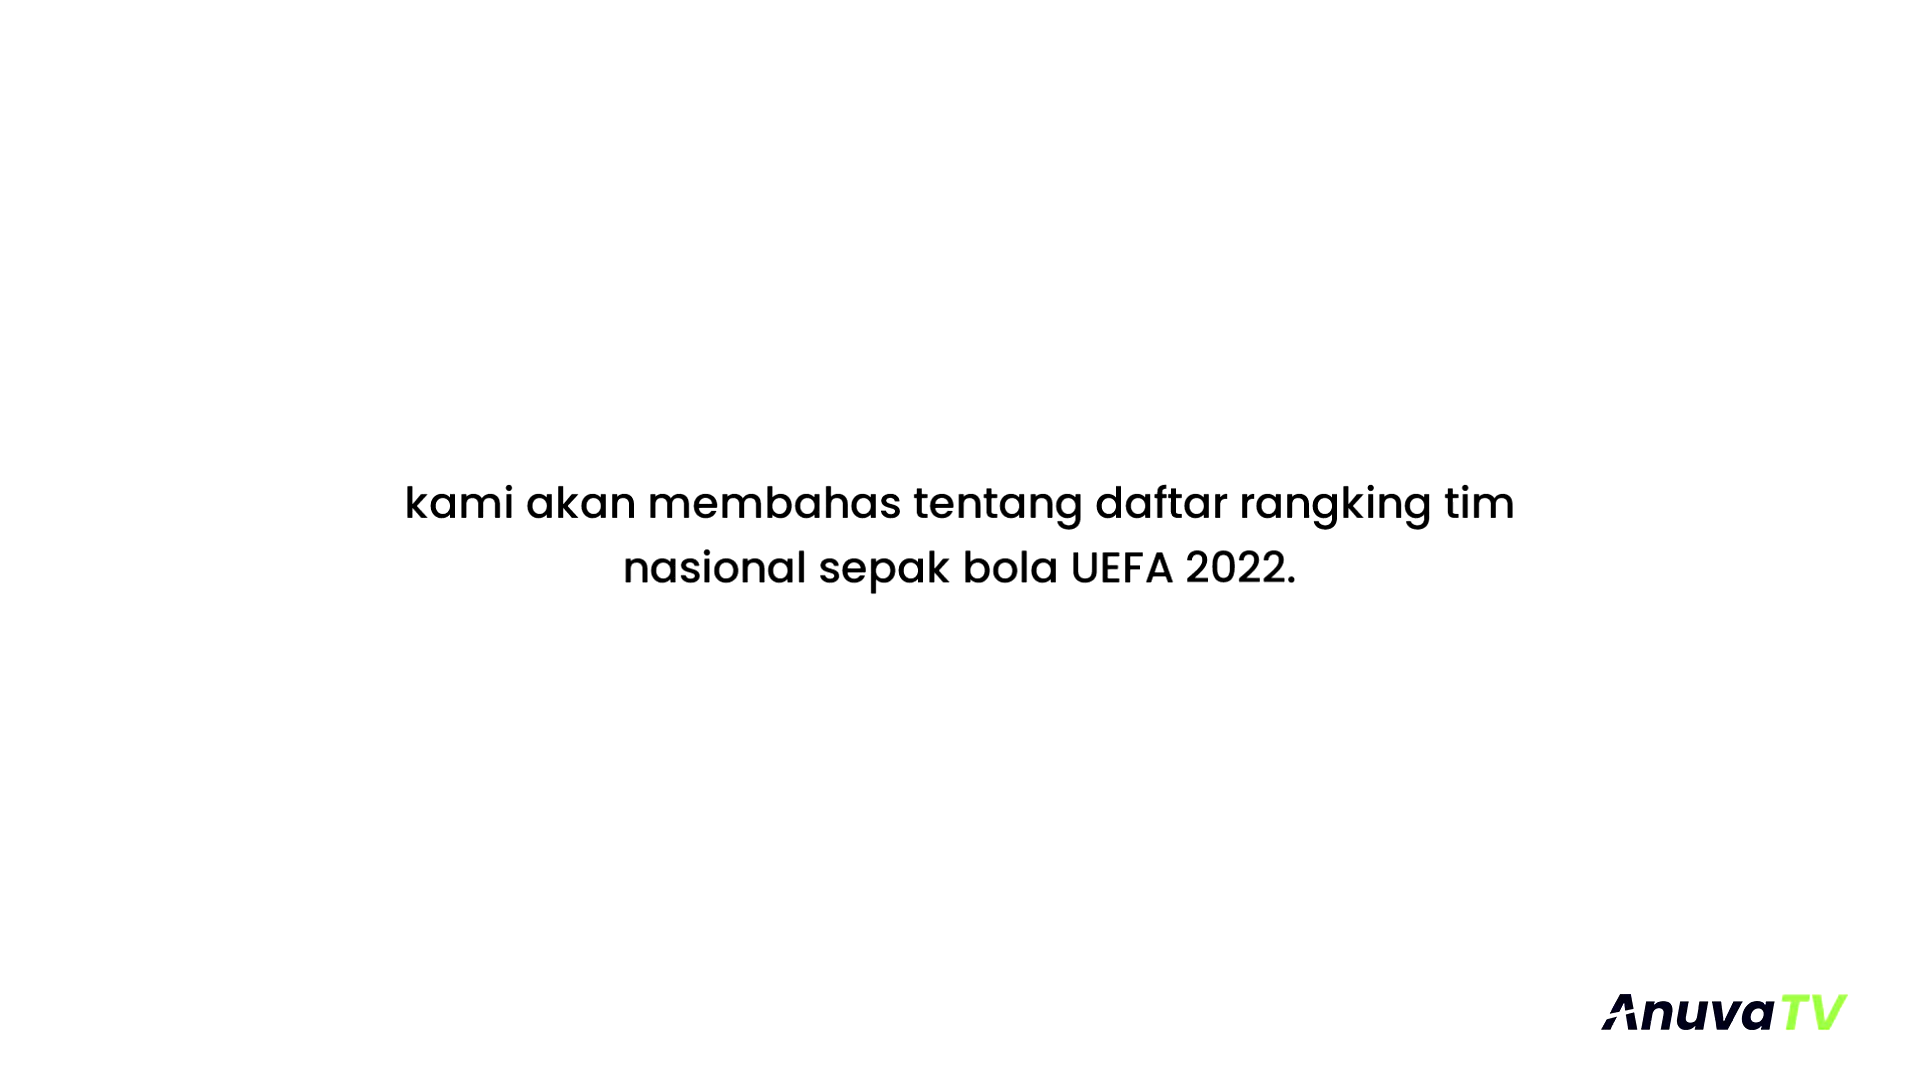 kami akan membahas tentang daftar rangking tim
nasional sepak bola UEFA 2022.
AnuvaTV